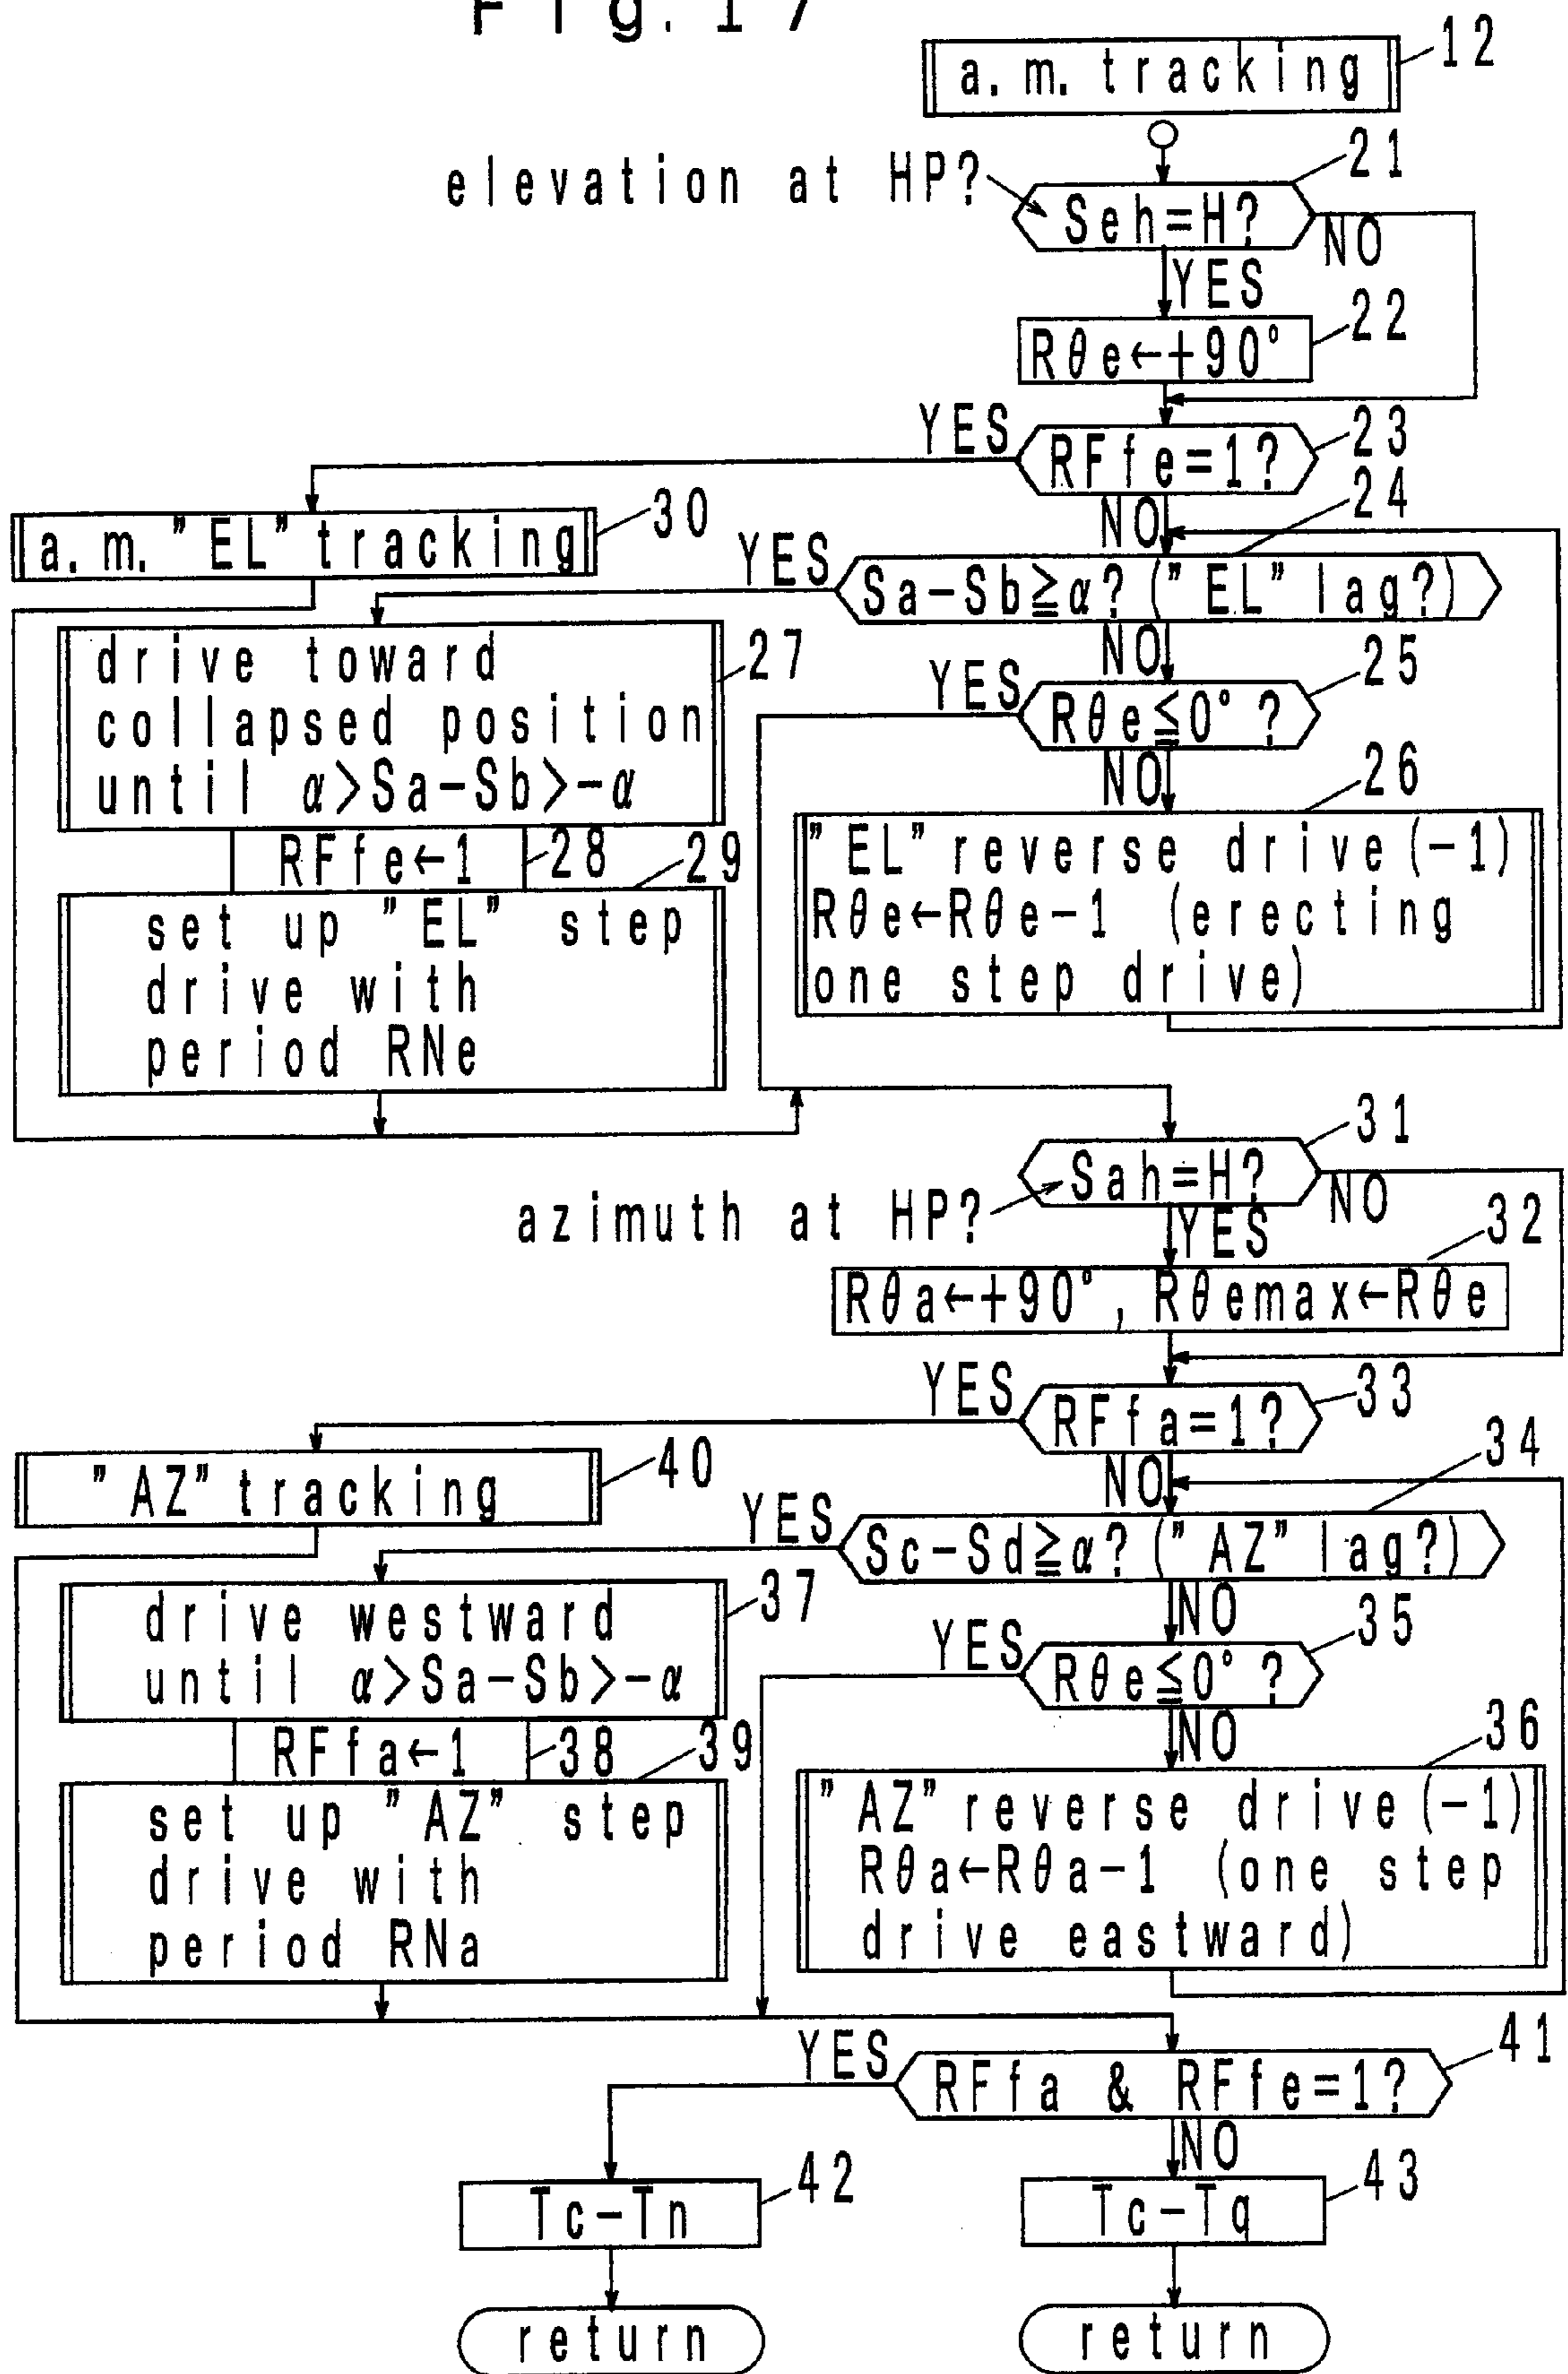 Fig. 17
a.m. tracking
12
elevation at HP?
21
Seh=H?
NO
YES
22
Rθe←+90°
YES
23
RFfe=1?
NO
24
30
a.m. "EL" tracking
YES
Sa-Sb≧α? ("EL" lag?)
NO
27
drive toward
collapsed position
until α>Sa-Sb>-α
YES
25
Rθe≦0°?
NO
26
RFfe←1
28
29
"EL" reverse drive (-1)
Rθe←Rθe-1 (erecting
one step drive)
set up "EL" step
drive with
period RNe
31
Sah=H?
NO
azimuth at HP?
YES
32
Rθa←+90°, Rθemax←Rθe
YES
33
RFfa=1?
NO
34
40
"AZ" tracking
YES
Sc-Sd≧α? ("AZ" lag?)
NO
37
drive westward
until α>Sa-Sb>-α
YES
35
Rθe≦0°?
NO
36
RFfa←1
38
39
"AZ" reverse drive (-1)
Rθa←Rθa-1 (one step
drive eastward)
set up "AZ" step
drive with
period RNa
YES
41
RFfa & RFfe=1?
NO
42
Tc-Tn
43
Tc-Tq
return
return